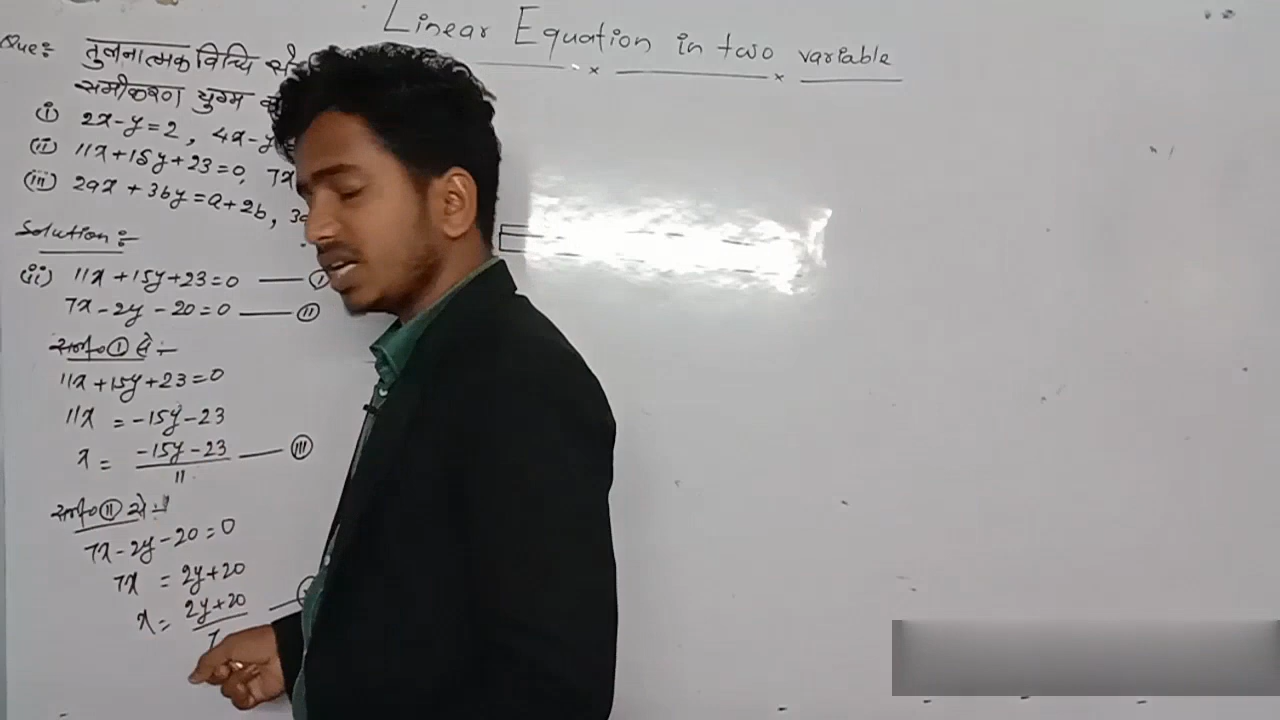 Linear Equation in two variable
Que:- तुलनात्मक विधि से
समीकरण युग्म
(i) 2x-y=2, 4x-y
(ii) 11x+15y+23=0, 7x
(iii) 2ax + 3by=a+2b, 3a
Solution:-
(ii) 11x+15y+23=0 — (I)
7x-2y-20=0 — (II)
समी० (I) से:-
11x+15y+23=0
11x = -15y-23
x = (-15y-23)/11 — (III)
समी० (II) से:-
7x-2y-20=0
7x = 2y+20
x = (2y+20)/7 —